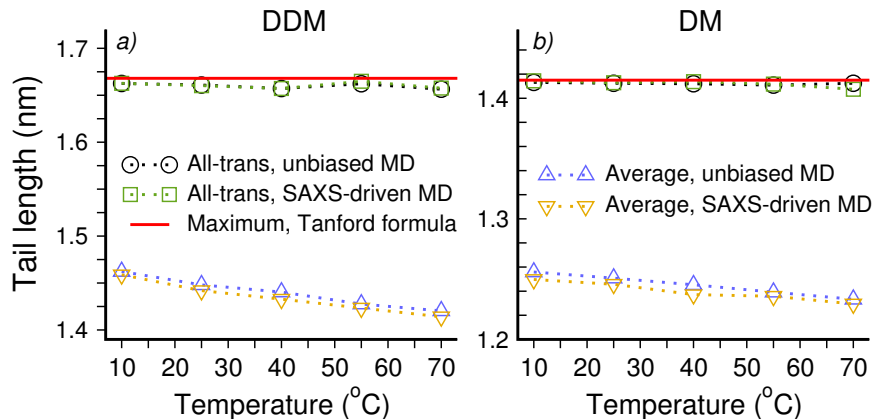 DDM
DM
a)
b)
Tail length (nm)
1.7
1.6
1.5
1.4
1.4
1.3
1.2
All-trans, unbiased MD
All-trans, SAXS-driven MD
Maximum, Tanford formula
Average, unbiased MD
Average, SAXS-driven MD
10 20 30 40 50 60 70
10 20 30 40 50 60 70
Temperature (°C)
Temperature (°C)